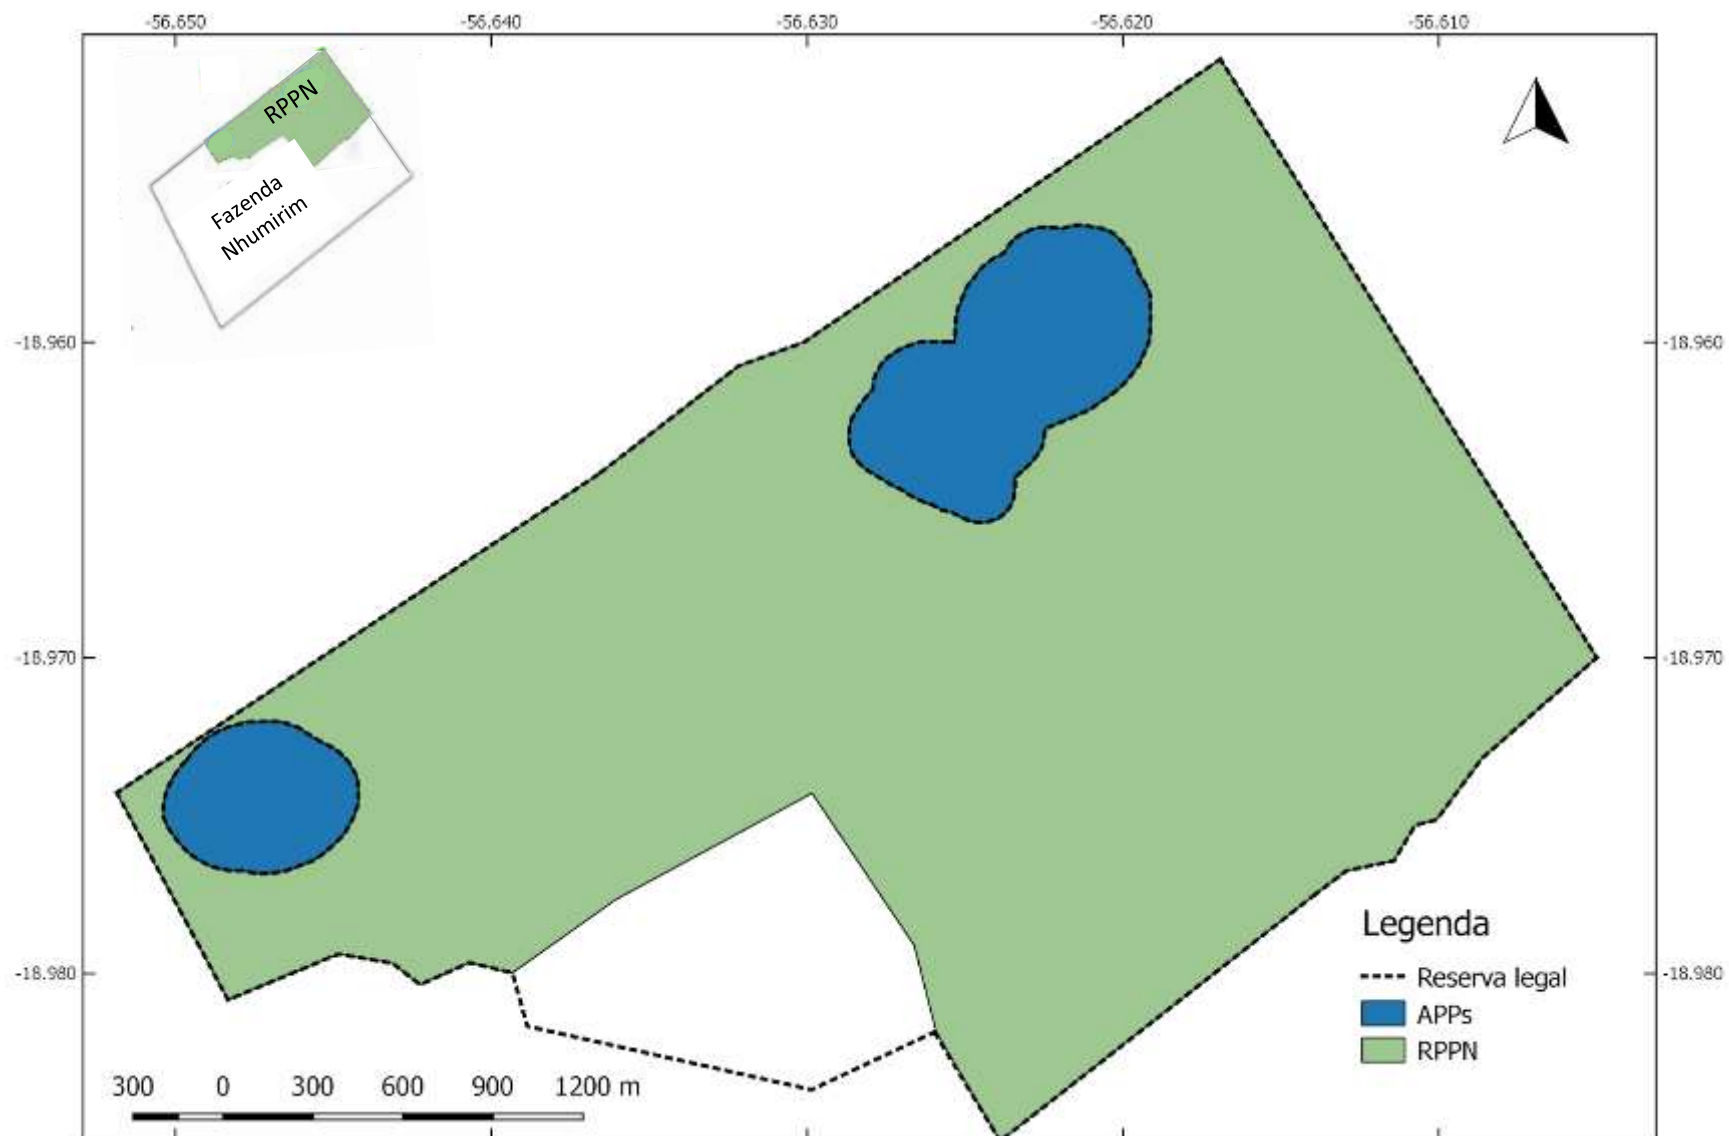 -56.650 -56.640 -56.630 -56.620 -56.610
RPPN
Fazenda
Nhumirim
-18.960 -18.960
-18.970 -18.970
Legenda
-18.980 Reserva legal -18.980
APPs
RPPN
300 0 300 600 900 1200 m